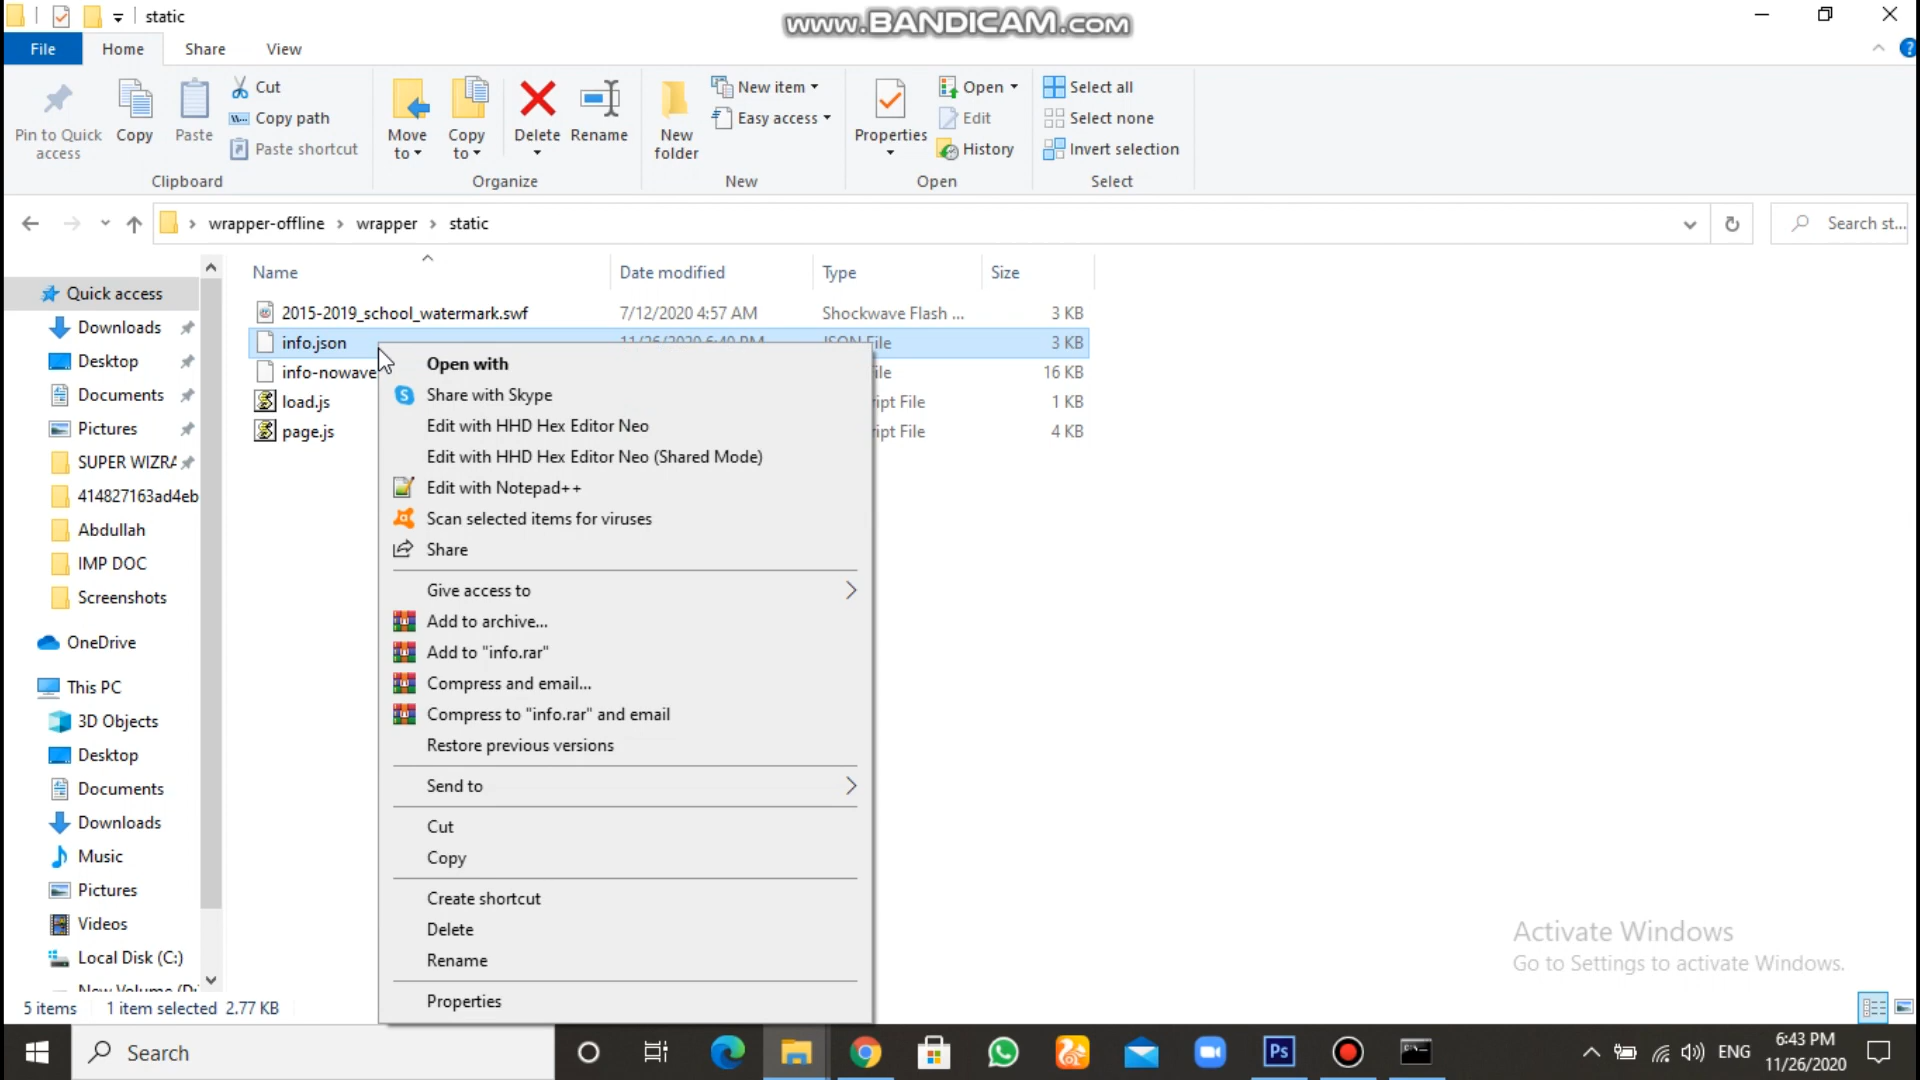 static
www.BANDICAM.com
File
Home
Share
View
Pin to Quick access
Copy
Paste
Cut
Copy path
Paste shortcut
Clipboard
Move to
Copy to
Delete
Rename
Organize
New folder
New item
Easy access
New
Properties
Open
Edit
History
Open
Select all
Select none
Invert selection
Select
wrapper-offline > wrapper > static
Search st...
Name
Date modified
Type
Size
2015-2019_school_watermark.swf 7/12/2020 4:57 AM Shockwave Flash ... 3 KB
info.json 3 KB
info-nowave 16 KB
load.js 1 KB
page.js 4 KB
Quick access
Downloads
Desktop
Documents
Pictures
SUPER WIZRA
414827163ad4eb
Abdullah
IMP DOC
Screenshots
OneDrive
This PC
3D Objects
Desktop
Documents
Downloads
Music
Pictures
Videos
Local Disk (C:)
Open with
Share with Skype
Edit with HHD Hex Editor Neo
Edit with HHD Hex Editor Neo (Shared Mode)
Edit with Notepad++
Scan selected items for viruses
Share
Give access to
Add to archive...
Add to "info.rar"
Compress and email...
Compress to "info.rar" and email
Restore previous versions
Send to
Cut
Copy
Create shortcut
Delete
Rename
Properties
Activate Windows
Go to Settings to activate Windows.
5 items 1 item selected 2.77 KB
Search
Ps
ENG
6:43 PM
11/26/2020